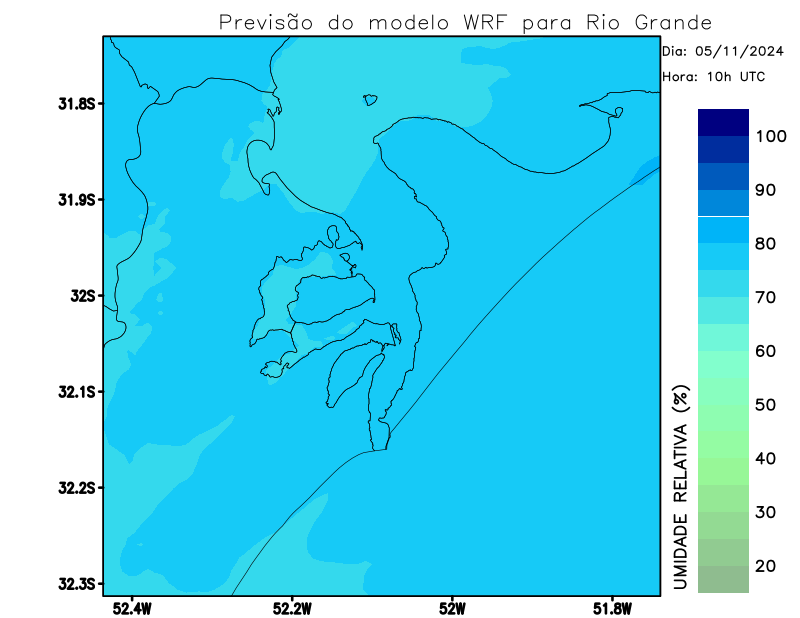 Previsão do modelo WRF para Rio Grande
Dia: 05/11/2024
Hora: 10h UTC
31.8S
31.9S
32S
32.1S
32.2S
32.3S
52.4W
52.2W
52W
51.8W
100
90
80
70
60
50
40
30
20
UMIDADE RELATIVA (%)